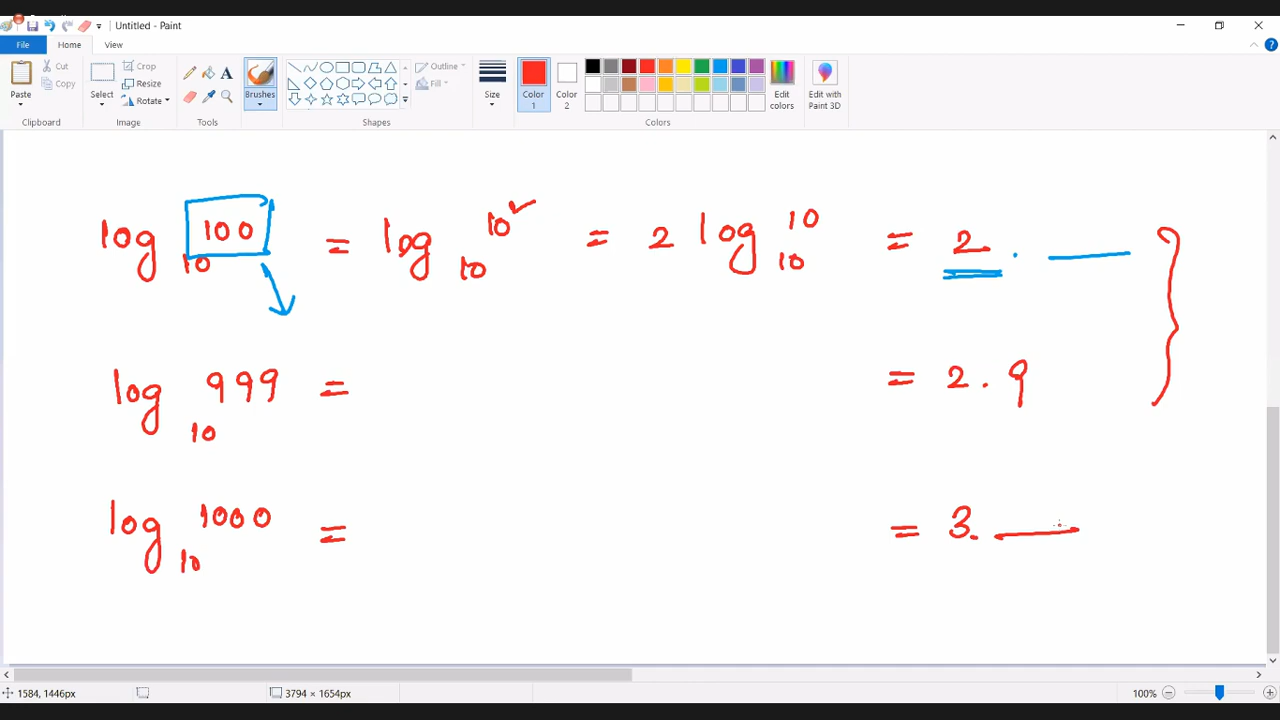 Untitled - Paint
File Home View
Paste Cut Copy Select Crop Resize Rotate Brushes Outline Fill Size Color 1 Color 2 Edit colors Edit with Paint 3D
Clipboard Image Tools Shapes Colors
log₁₀ 100 = log₁₀ 10² = 2 log₁₀ 10 = 2 .
log₁₀ 999 = = 2.9
log₁₀ 1000 = = 3.
1584, 1446px 3794 × 1654px 100%